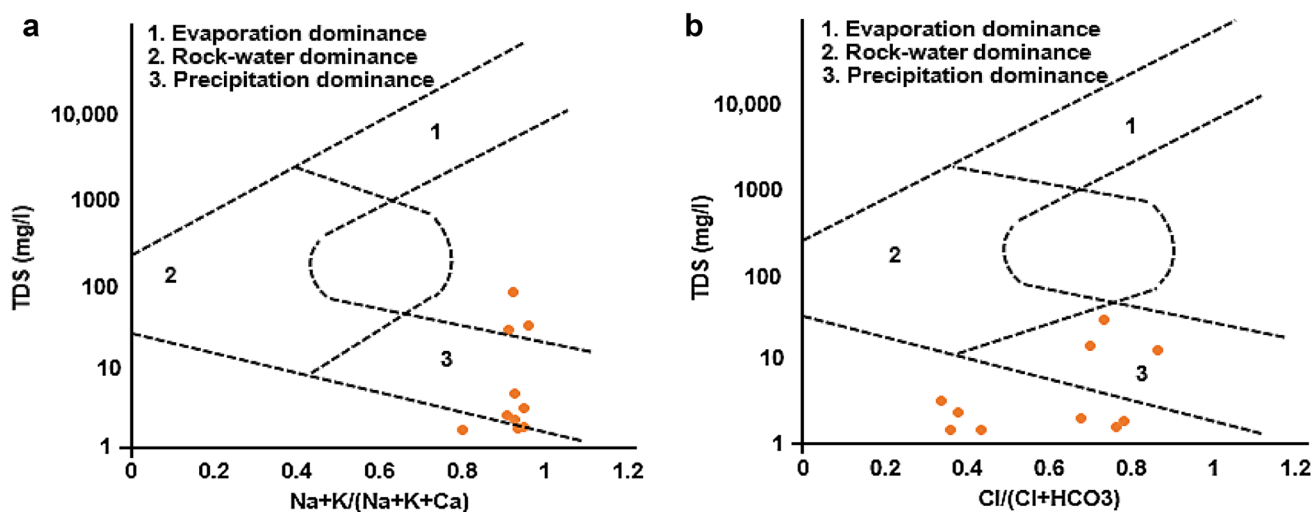 a
1. Evaporation dominance
2. Rock-water dominance
3. Precipitation dominance
10,000
1000
100
10
1
TDS (mg/l)
1
2
3
0
0.2
0.4
0.6
0.8
1
1.2
Na+K/(Na+K+Ca)
b
1. Evaporation dominance
2. Rock-water dominance
3. Precipitation dominance
10,000
1000
100
10
1
TDS (mg/l)
1
2
3
0
0.2
0.4
0.6
0.8
1
1.2
Cl/(Cl+HCO3)